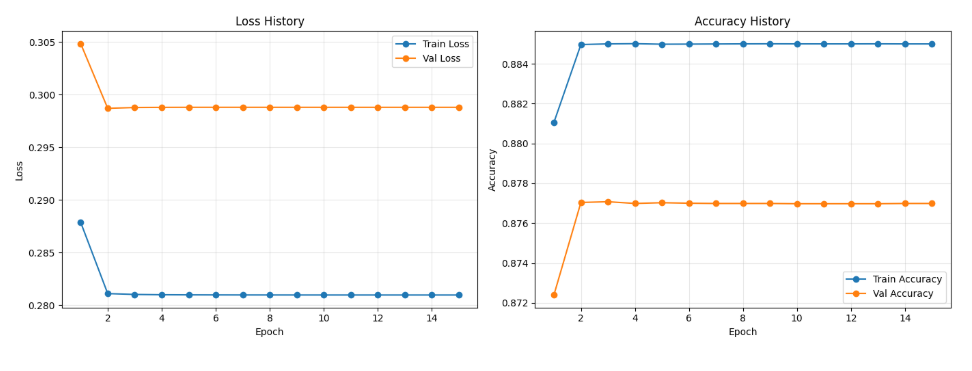 Loss History
0.305
0.300
0.295
0.290
0.285
0.280
Loss
2 4 6 8 10 12 14
Epoch
Train Loss
Val Loss
Accuracy History
0.884
0.882
0.880
0.878
0.876
0.874
0.872
Accuracy
2 4 6 8 10 12 14
Epoch
Train Accuracy
Val Accuracy